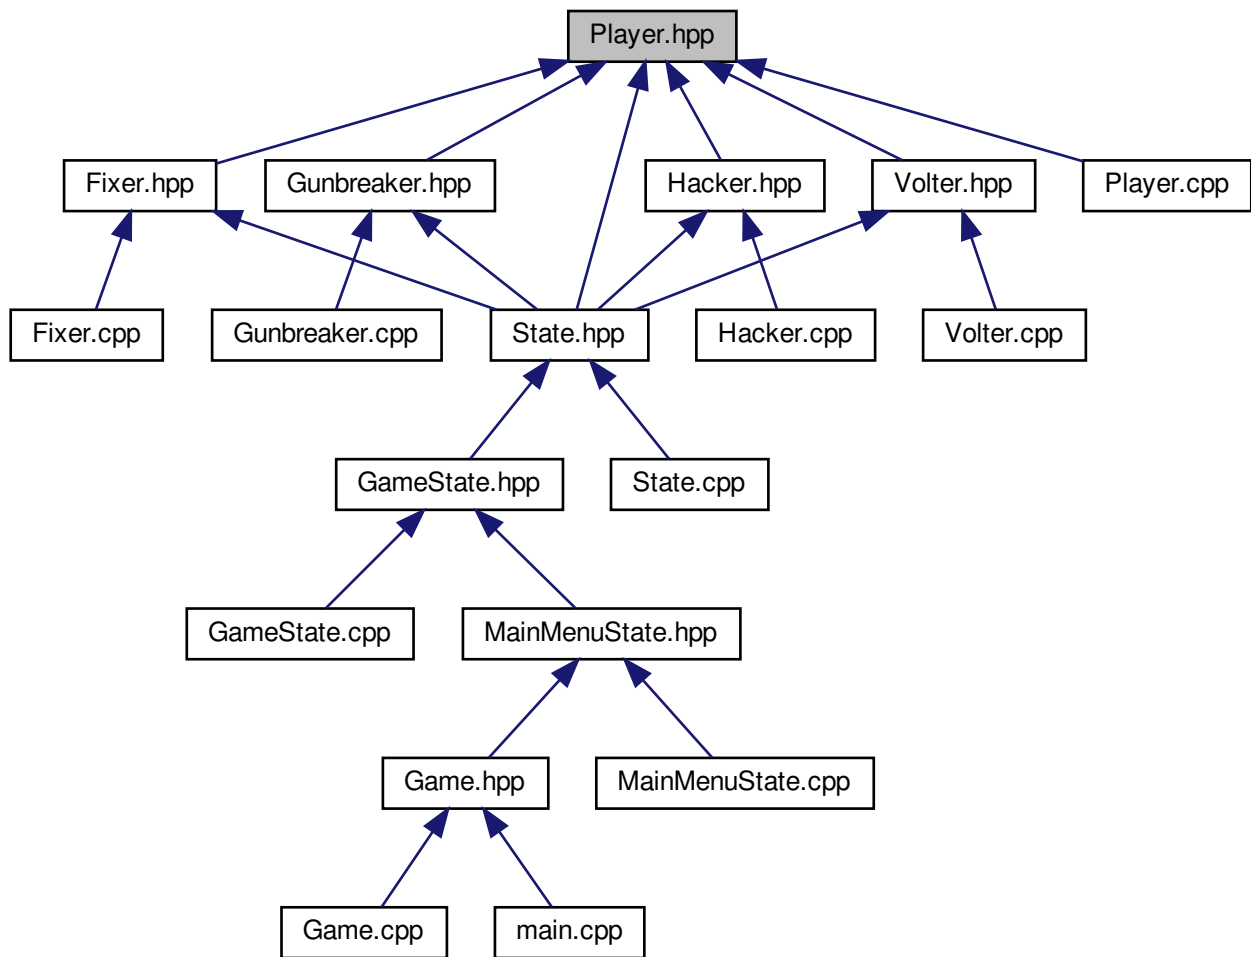 Player.hpp
Fixer.hpp
Gunbreaker.hpp
Hacker.hpp
Volter.hpp
Player.cpp
Fixer.cpp
Gunbreaker.cpp
State.hpp
Hacker.cpp
Volter.cpp
GameState.hpp
State.cpp
GameState.cpp
MainMenuState.hpp
Game.hpp
MainMenuState.cpp
Game.cpp
main.cpp